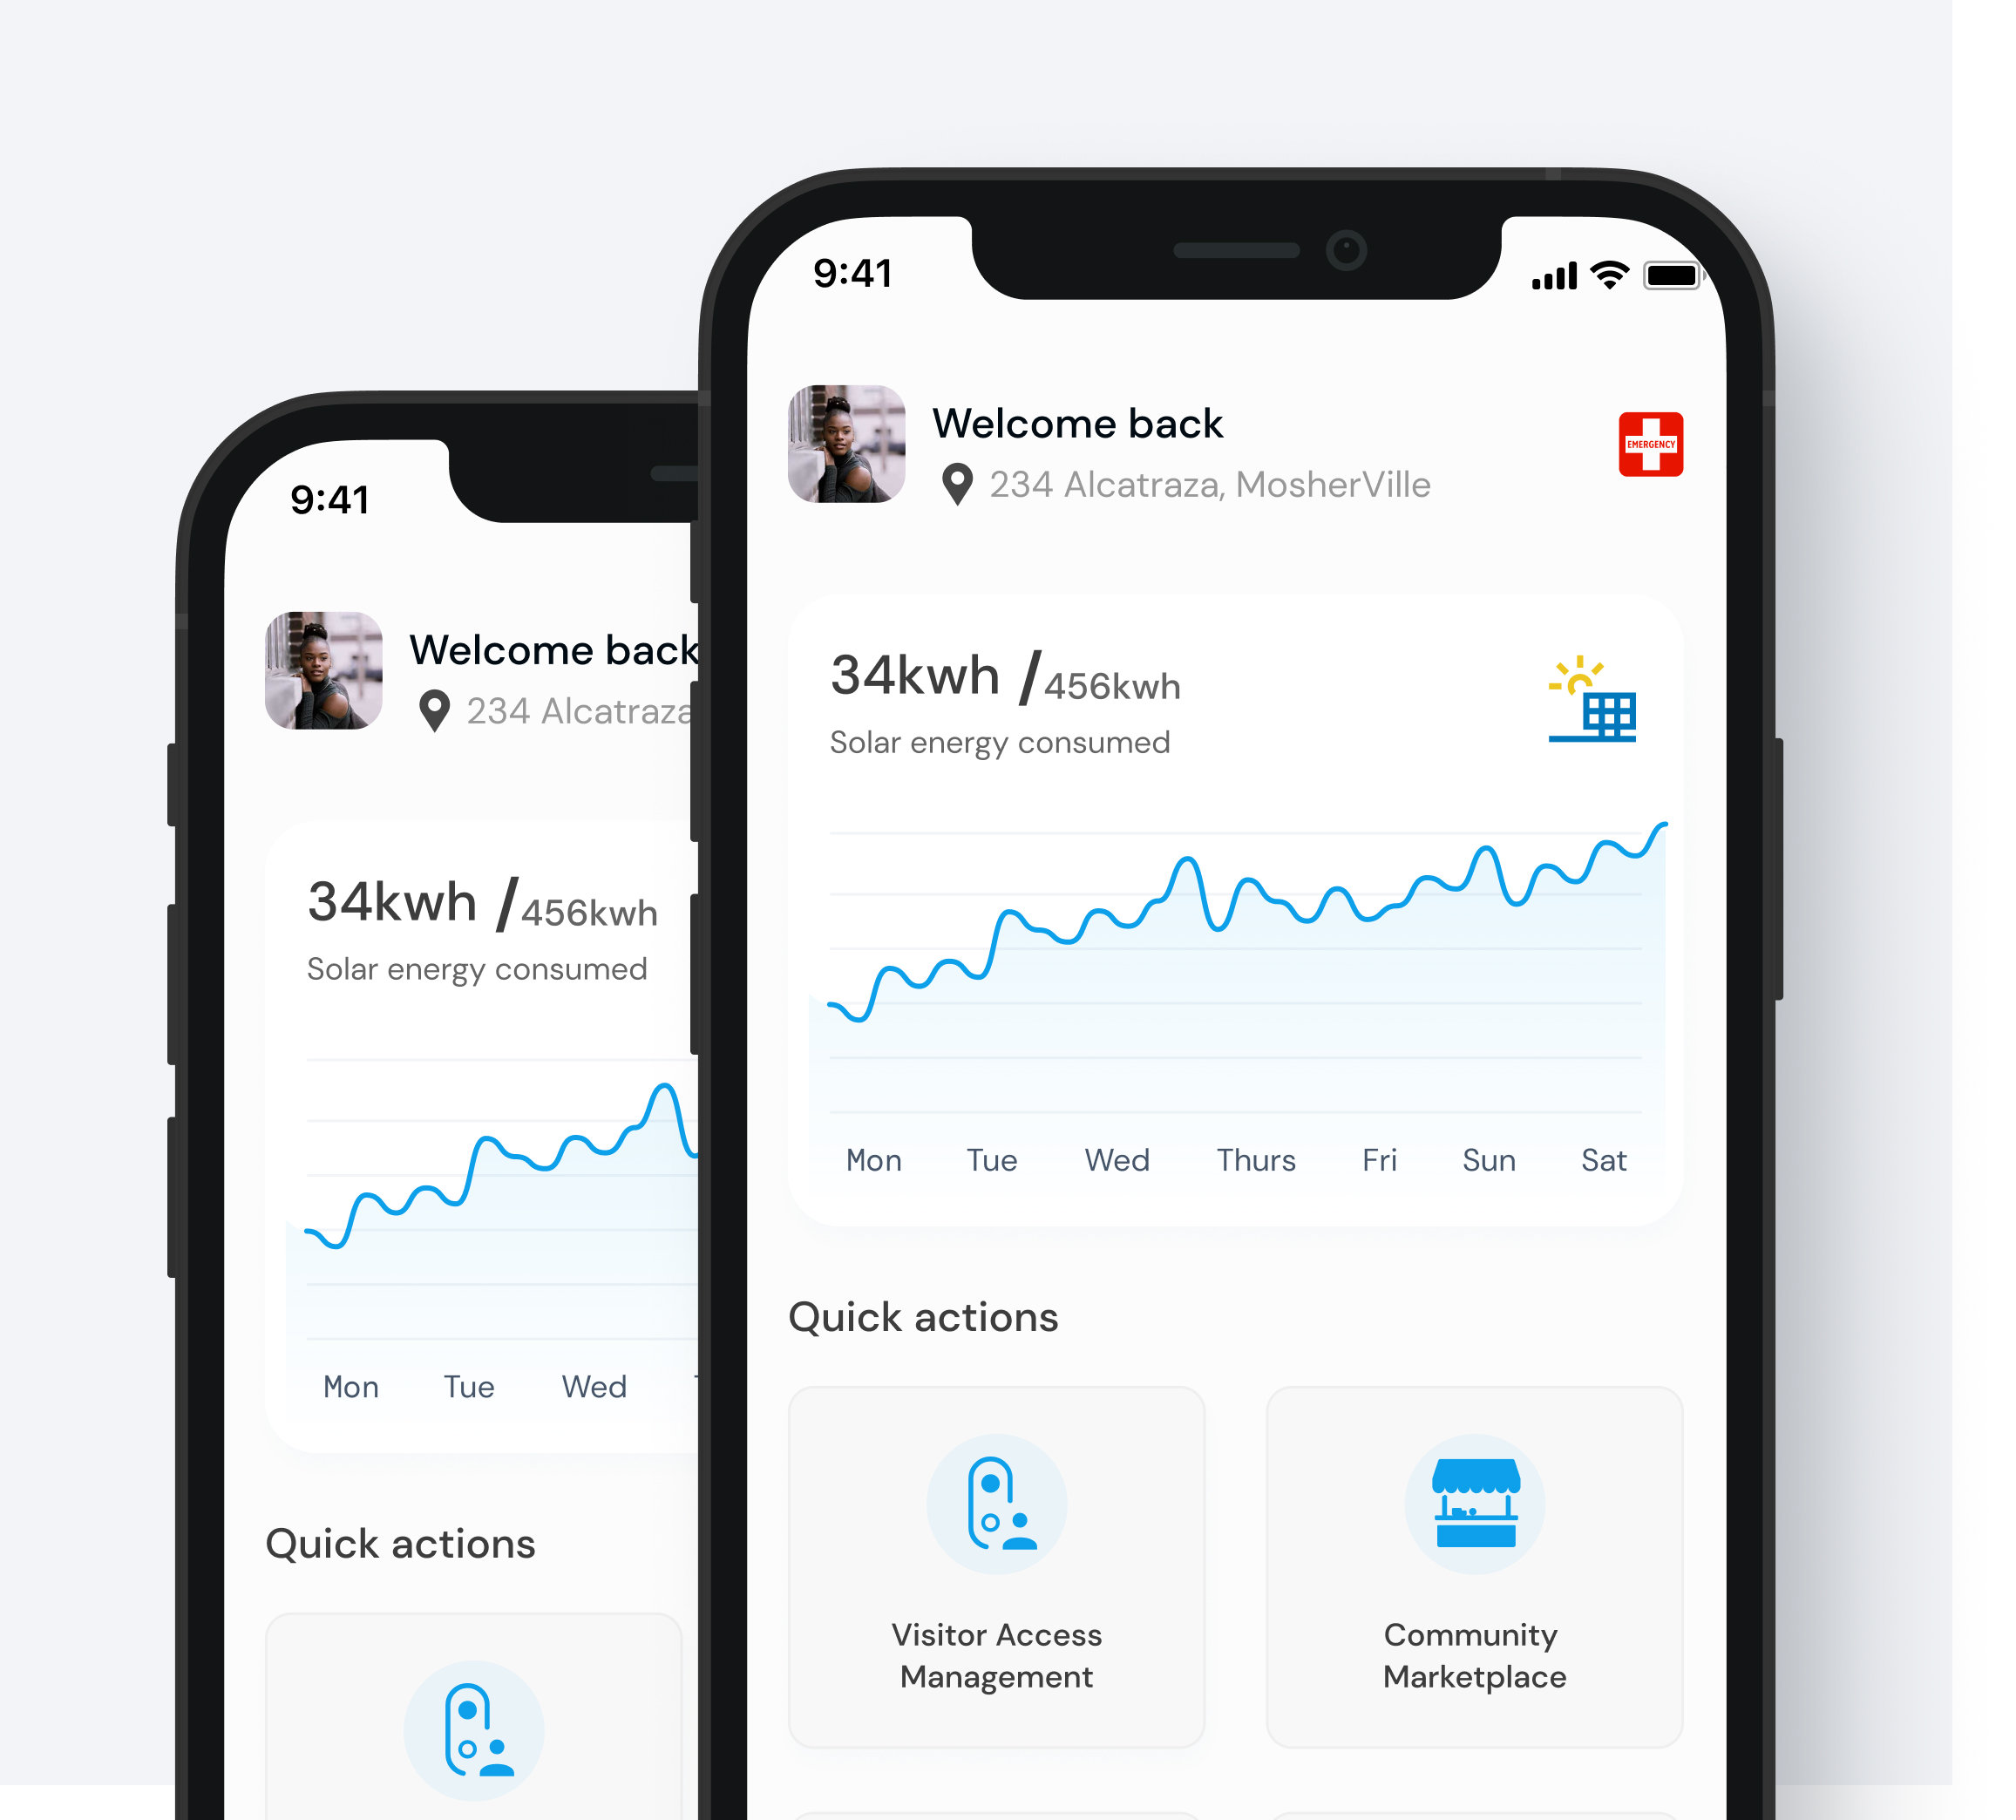 9:41
Welcome back
234 Alcatraza, MosherVille
EMERGENCY
34kwh /456kwh
Solar energy consumed
Mon Tue Wed Thurs Fri Sun Sat
Quick actions
Visitor Access
Management
Community
Marketplace
9:41
Welcome back
234 Alcatraza
34kwh /456kwh
Solar energy consumed
Mon Tue Wed
Quick actions